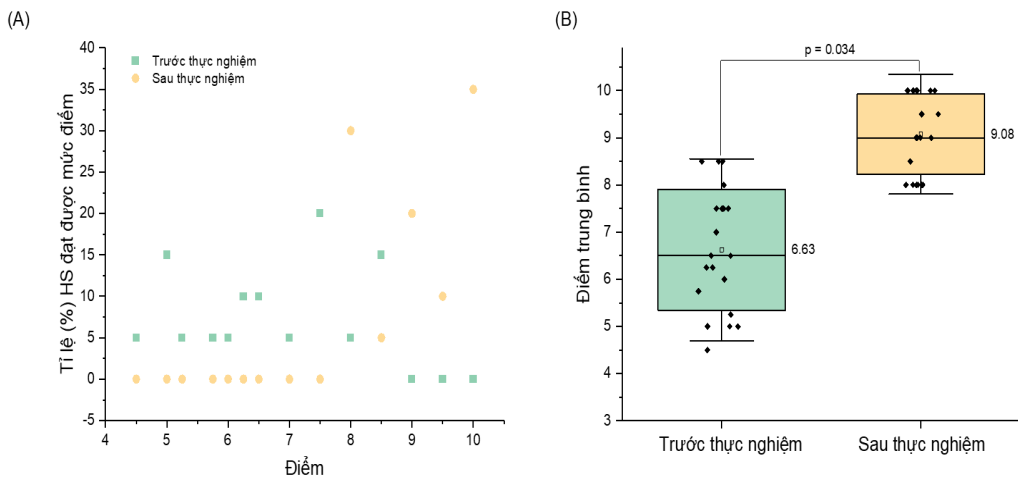 (A)
Tỉ lệ (%) HS đạt được mức điểm
40
35
30
25
20
15
10
5
0
-5
Trước thực nghiệm
Sau thực nghiệm
4
5
6
7
8
9
10
Điểm
(B)
Điểm trung bình
10
9
8
7
6
5
4
3
p = 0.034
6.63
9.08
Trước thực nghiệm
Sau thực nghiệm